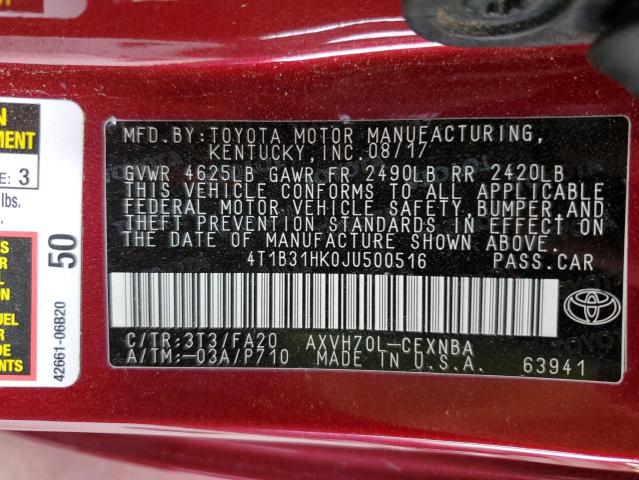 MFD.BY:TOYOTA MOTOR MANUFACTURING,
KENTUCKY,INC.08/17
GVWR 4625LB GAWR FR 2490LB RR 2420LB
THIS VEHICLE CONFORMS TO ALL APPLICABLE
FEDERAL MOTOR VEHICLE SAFETY,BUMPER,AND
THEFT PREVENTION STANDARDS IN EFFECT ON
THE DATE OF MANUFACTURE SHOWN ABOVE.
4T1B31HK0JU500516 PASS.CAR
C/TR:3T3/FA20 AXVH70L-CEXNBA
A/TM:-03A/P710 MADE IN U.S.A. 63941
TOYOTA
E: 3
lbs.
50
42661-06B20